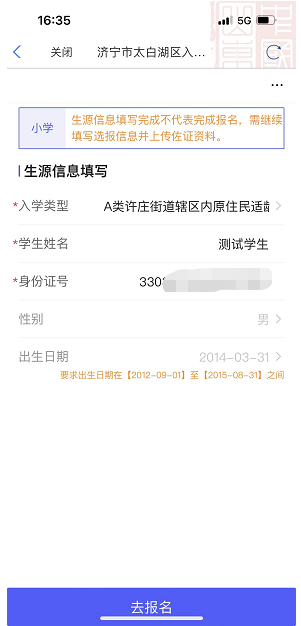 16:35
5G
关闭 济宁市太白湖区入...
小学
生源信息填写完成不代表完成报名，需继续
填写选报信息并上传佐证资料。
生源信息填写
*入学类型 A类许庄街道辖区内原住民适龄
*学生姓名 测试学生
*身份证号 330
性别 男
出生日期 2014-03-31
要求出生日期在【2012-09-01】至【2015-08-31】之间
去报名